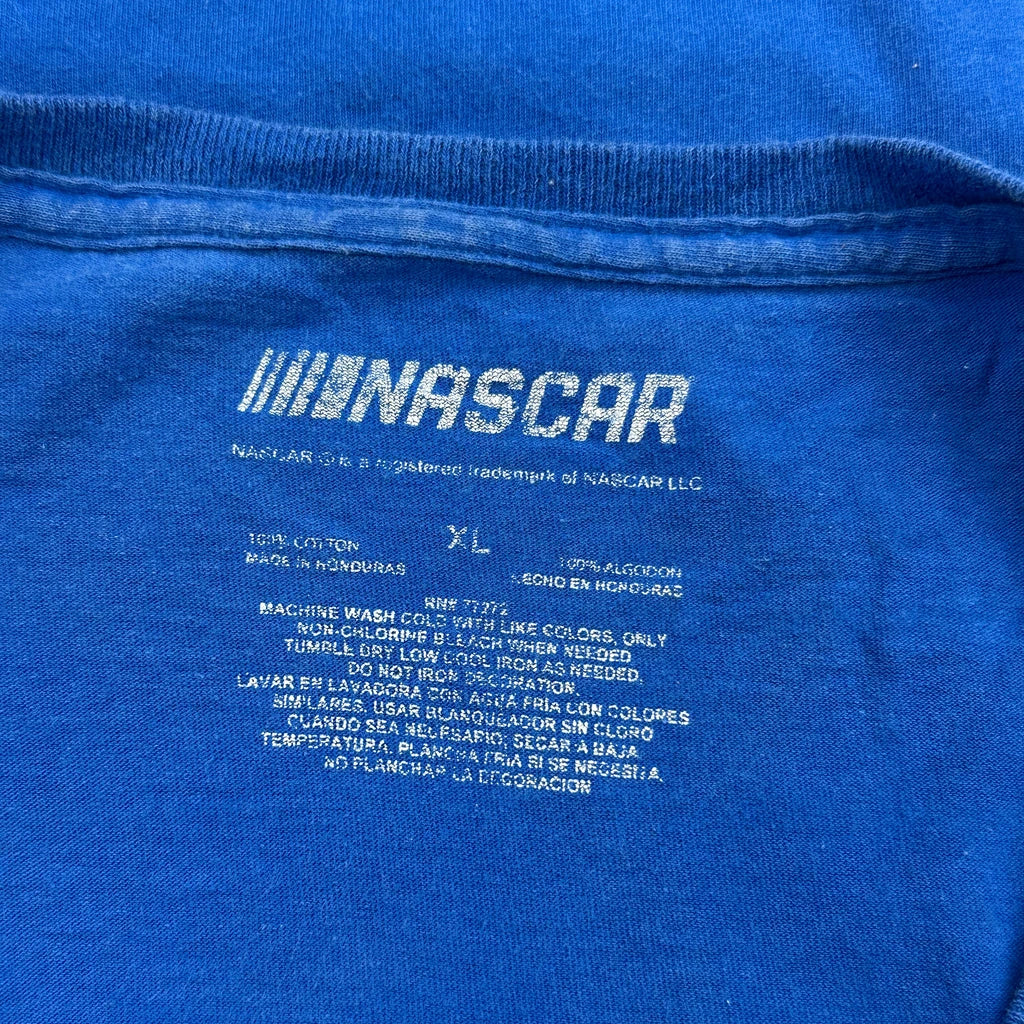 NASCAR
NASCAR ® is a registered trademark of NASCAR LLC
XL
100% COTTON
MADE IN HONDURAS
100% ALGODON
HECHO EN HONDURAS
RN# 77272
MACHINE WASH COLD WITH LIKE COLORS, ONLY
NON-CHLORINE BLEACH WHEN NEEDED
TUMBLE DRY LOW COOL IRON AS NEEDED.
DO NOT IRON DECORATION.
LAVAR EN LAVADORA CON AGUA FRIA CON COLORES
SIMILARES. USAR BLANQUEADOR SIN CLORO
CUANDO SEA NECESARIO; SECAR A BAJA
TEMPERATURA. PLANCHA FRIA SI SE NECESITA.
NO PLANCHAR LA DECORACION